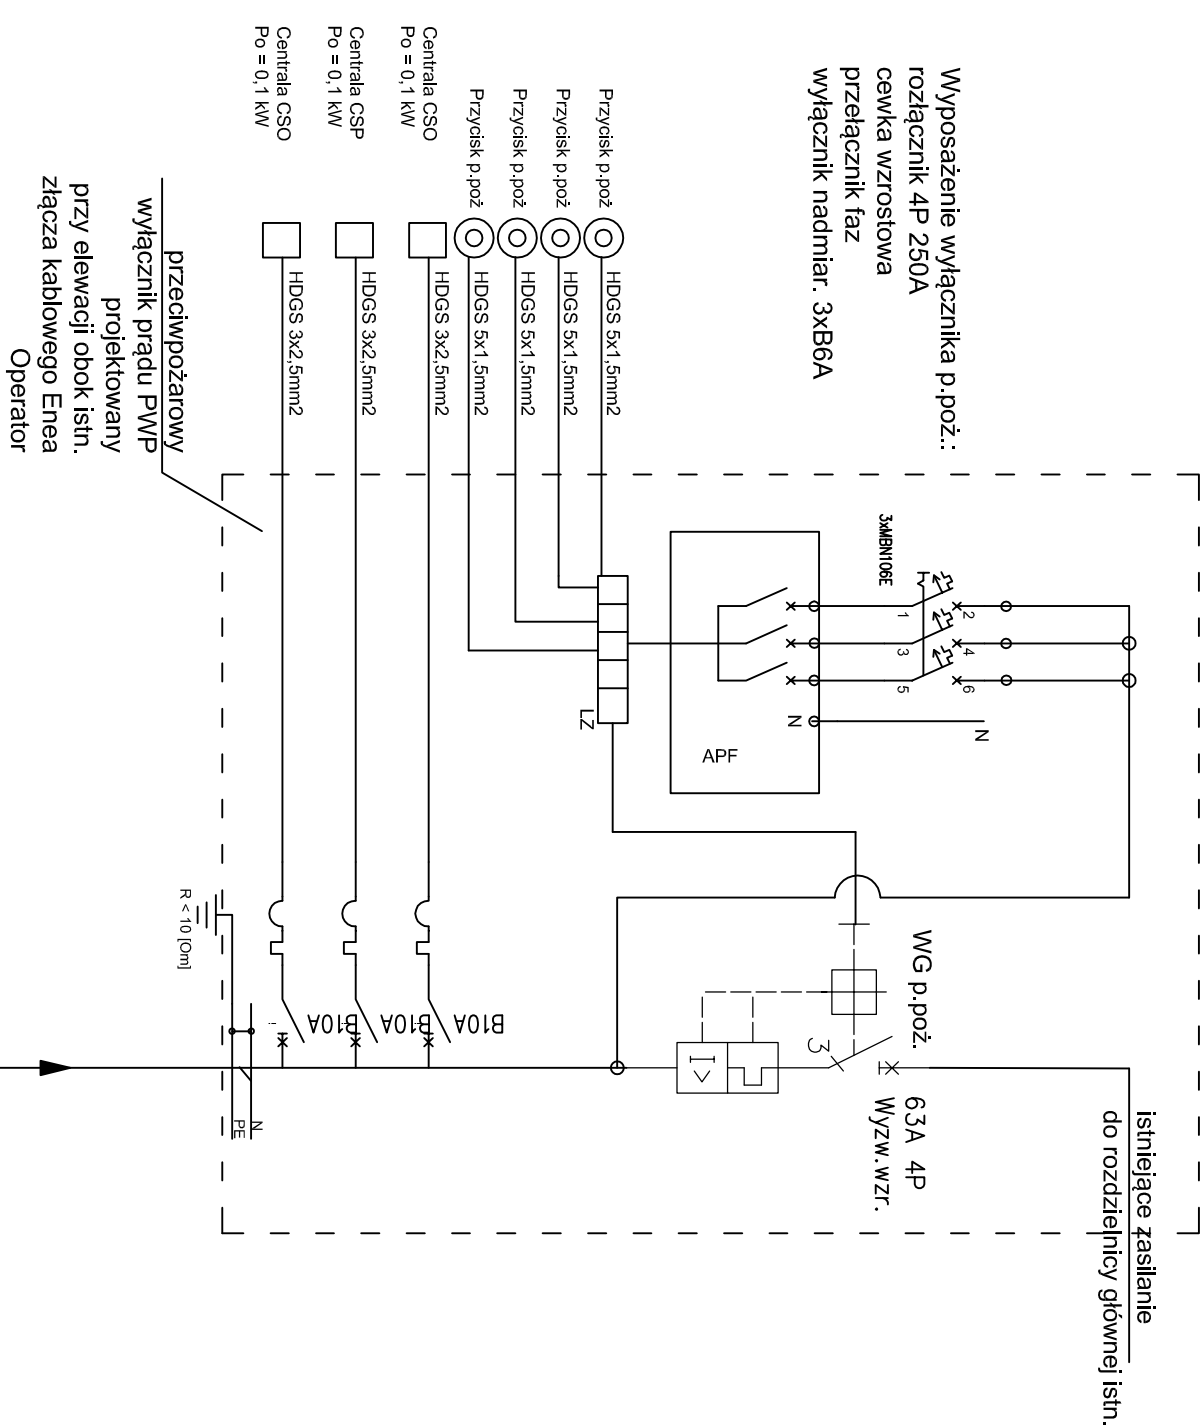 Wyposażenie wyłącznika p.poż.:
rozłącznik 4P 250A
cewka wzrostowa
przełącznik faz
wyłącznik nadmiar. 3xB6A
Przycisk p.poż
Przycisk p.poż
Przycisk p.poż
Przycisk p.poż
Centrala CSO
Po = 0,1 kW
Centrala CSP
Po = 0,1 kW
Centrala CSO
Po = 0,1 kW
HDGS 5x1,5mm2
HDGS 5x1,5mm2
HDGS 5x1,5mm2
HDGS 5x1,5mm2
HDGS 3x2,5mm2
HDGS 3x2,5mm2
HDGS 3x2,5mm2
przeciwpożarowy
wyłącznik prądu PWP
projektowany
przy elewacji obok istn.
złącza kablowego Enea
Operator
3xMBN106E
1
2
3
4
5
6
N
N
APF
LZ
WG p.poż.
3
I>
63A 4P
Wyzw.wzr.
B10A
B10A
B10A
R < 10 [Om]
N
PE
istniejące zasilanie
do rozdzielnicy głównej istn.